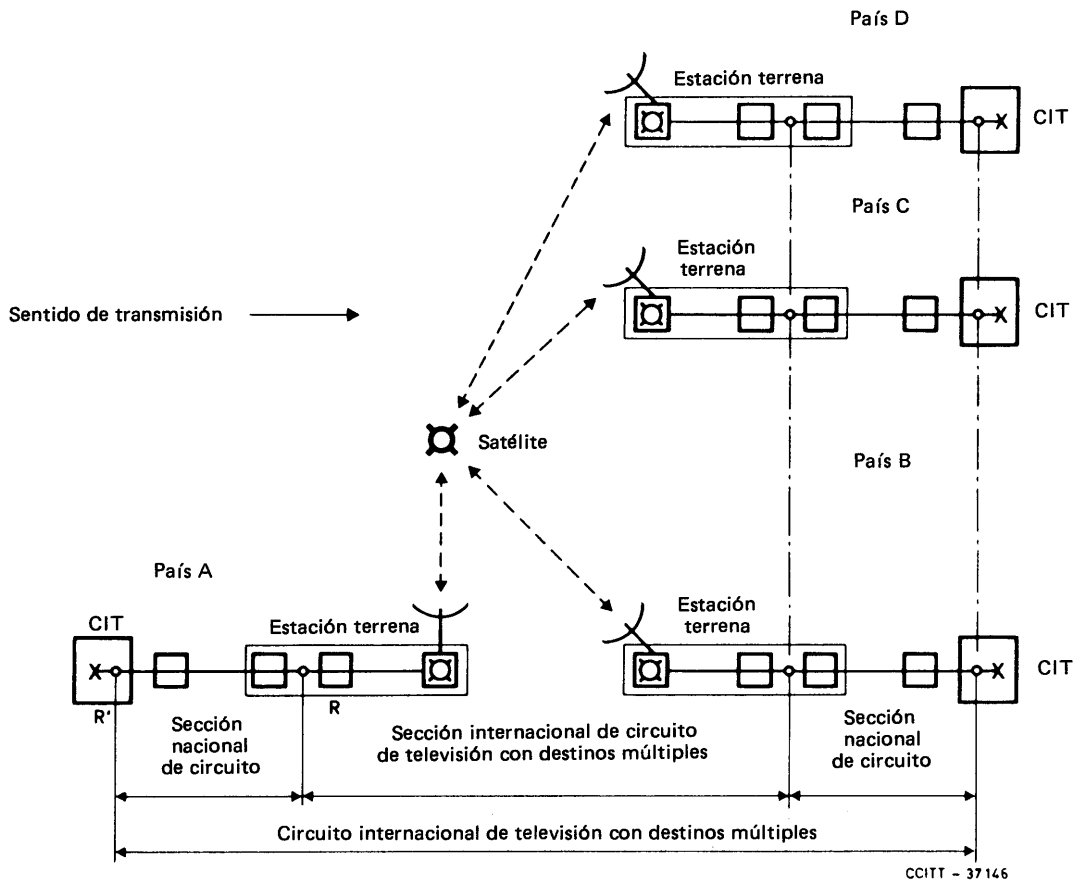 País D
Estación terrena
CIT
País C
Estación
terrena
CIT
Sentido de transmisión
Satélite
País B
País A
CIT
Estación terrena
Estación
terrena
CIT
R'
R
Sección
nacional
de circuito
Sección internacional de circuito
de televisión con destinos múltiples
Sección
nacional
de circuito
Circuito internacional de televisión con destinos múltiples
CCITT - 37146